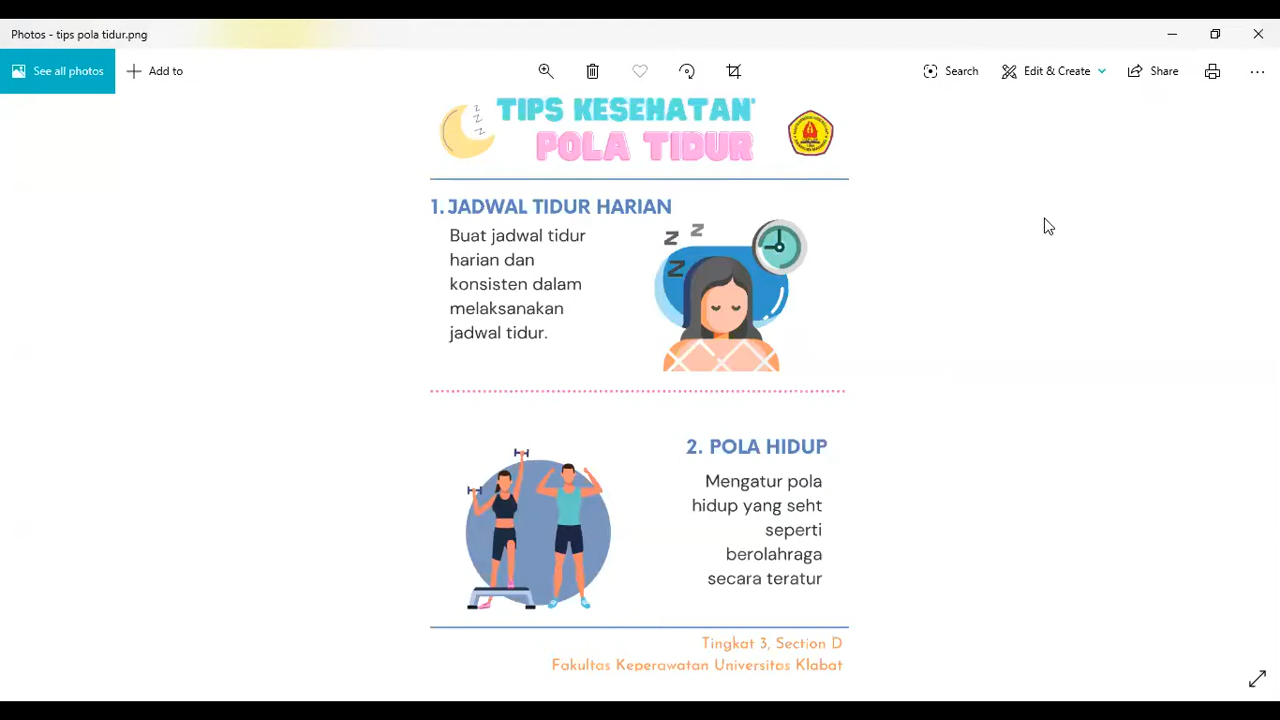 Photos - tips pola tidur.png
See all photos
Add to
Search
Edit & Create
Share
TIPS KESEHATAN
POLA TIDUR
Z
Z
Z
1. JADWAL TIDUR HARIAN
Buat jadwal tidur
harian dan
konsisten dalam
melaksanakan
jadwal tidur.
Z
Z
Z
2. POLA HIDUP
Mengatur pola
hidup yang seht
seperti
berolahraga
secara teratur
Tingkat 3, Section D
Fakultas Keperawatan Universitas Klabat